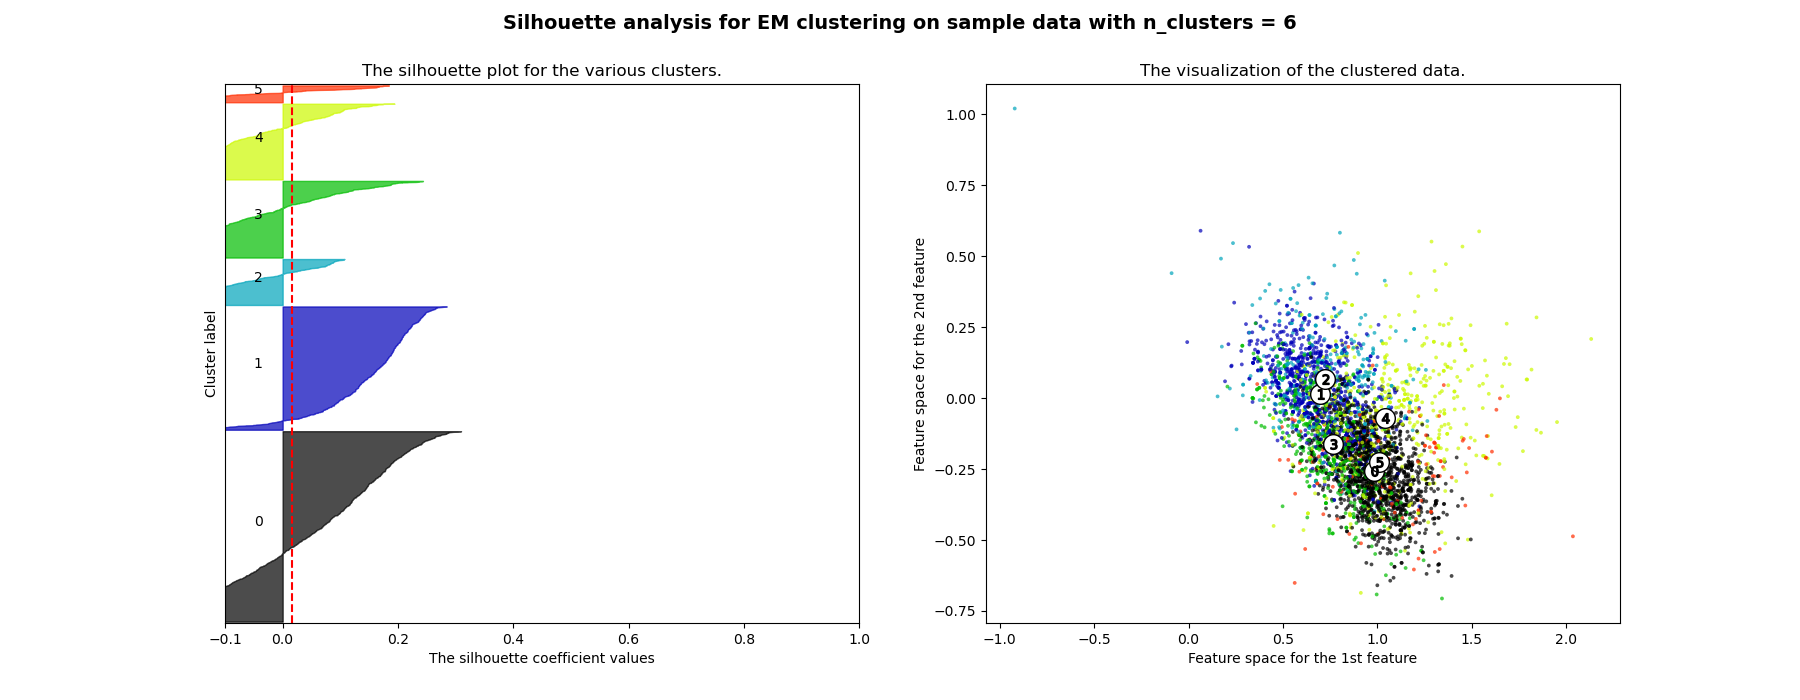 Silhouette analysis for EM clustering on sample data with n_clusters = 6
The silhouette plot for the various clusters.
5
4
3
2
1
0
Cluster label
−0.1 0.0 0.2 0.4 0.6 0.8 1.0
The silhouette coefficient values
The visualization of the clustered data.
1.00
0.75
0.50
0.25
0.00
−0.25
−0.50
−0.75
Feature space for the 2nd feature
2
1
4
3
5
0
−1.0 −0.5 0.0 0.5 1.0 1.5 2.0
Feature space for the 1st feature